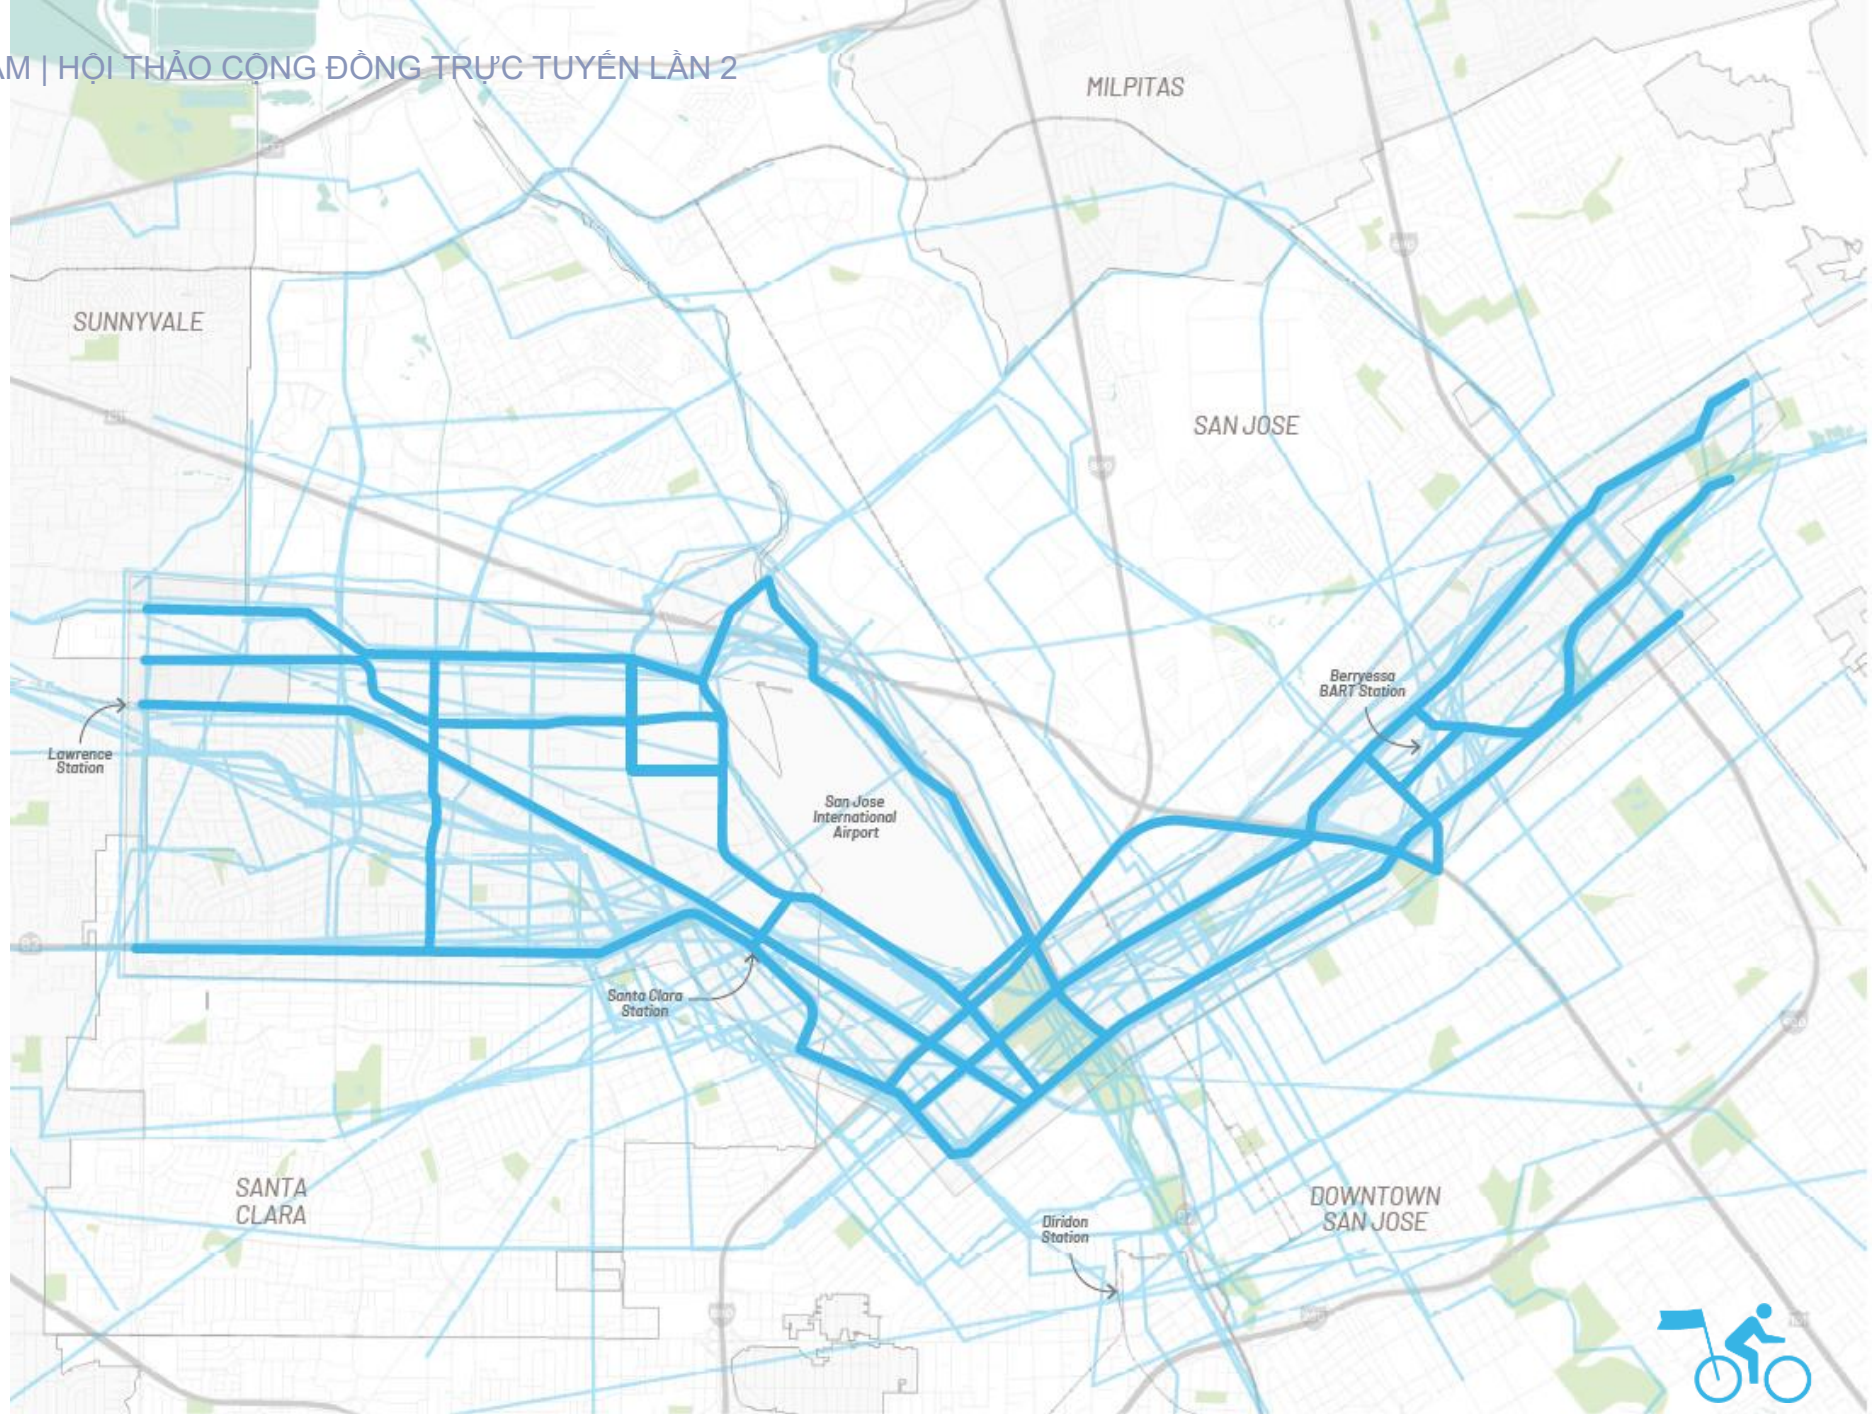 AM | HỘI THẢO CỘNG ĐỒNG TRỰC TUYẾN LẦN 2
MILPITAS
SUNNYVALE
SAN JOSE
Berryessa
BART Station
Lawrence
Station
San Jose
International
Airport
Santa Clara
Station
SANTA
CLARA
Diridon
Station
DOWNTOWN
SAN JOSE